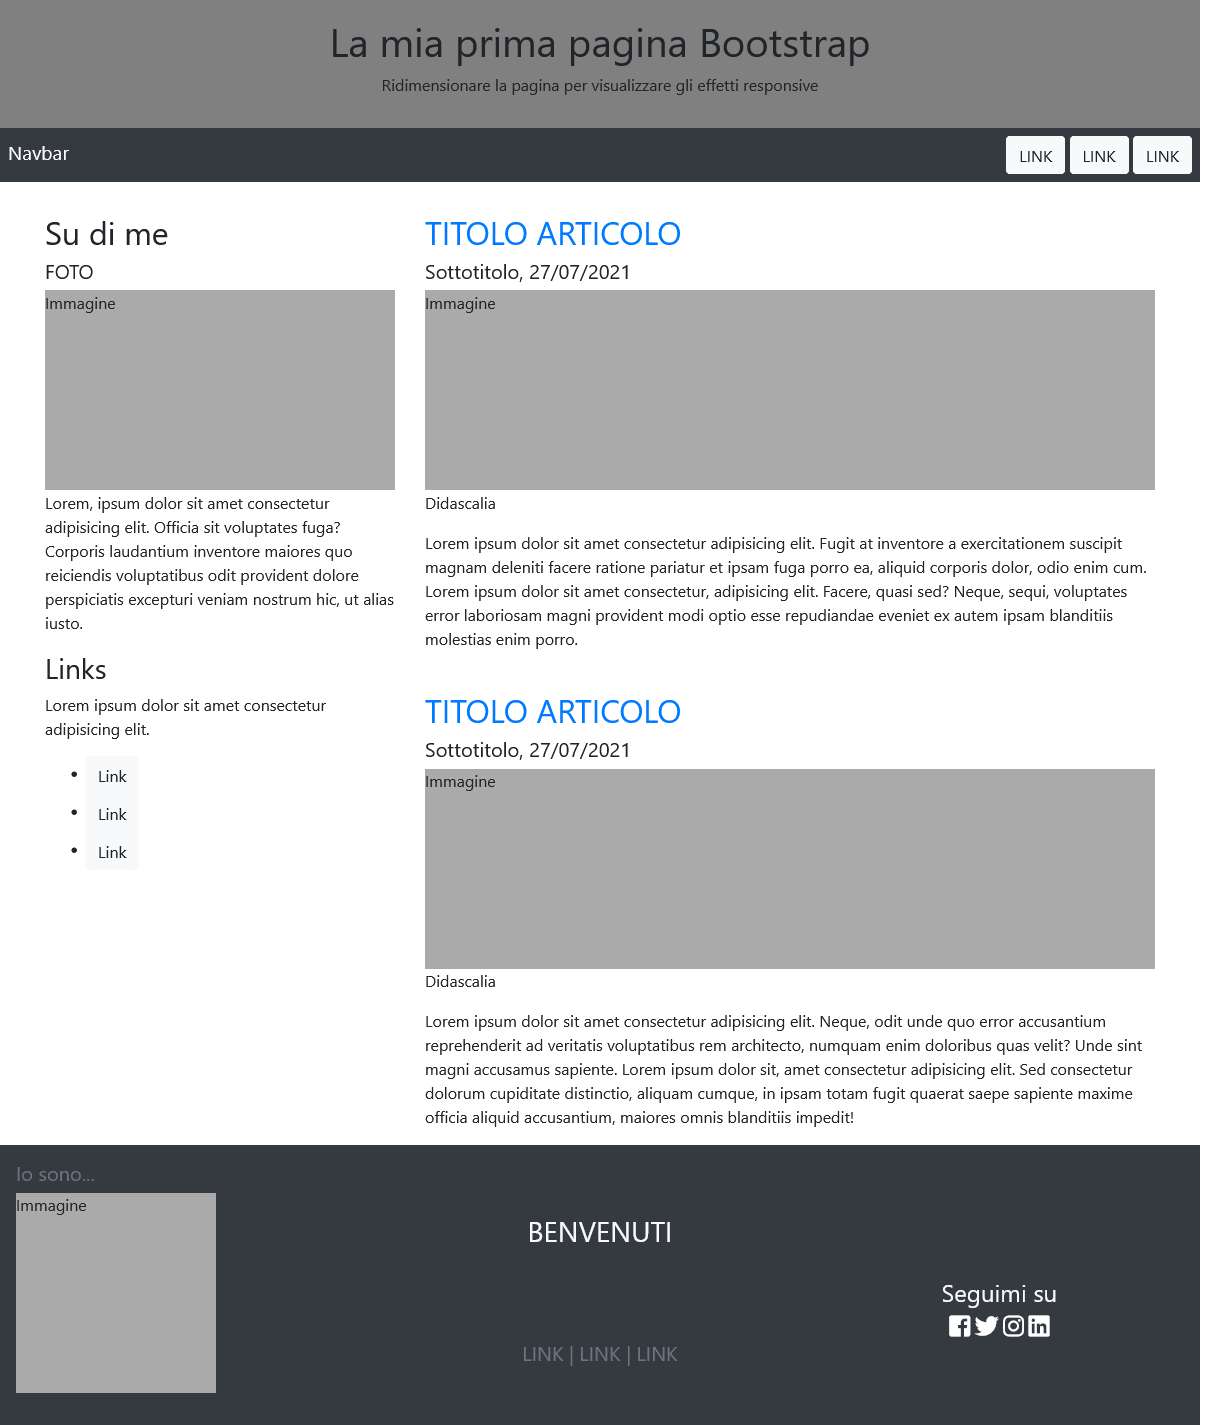 La mia prima pagina Bootstrap
Ridimensionare la pagina per visualizzare gli effetti responsive
Navbar
LINK LINK LINK
Su di me
FOTO
Immagine
Lorem, ipsum dolor sit amet consectetur
adipisicing elit. Officia sit voluptates fuga?
Corporis laudantium inventore maiores quo
reiciendis voluptatibus odit provident dolore
perspiciatis excepturi veniam nostrum hic, ut alias
iusto.
Links
Lorem ipsum dolor sit amet consectetur
adipisicing elit.
• Link
• Link
• Link
TITOLO ARTICOLO
Sottotitolo, 27/07/2021
Immagine
Didascalia
Lorem ipsum dolor sit amet consectetur adipisicing elit. Fugit at inventore a exercitationem suscipit
magnam deleniti facere ratione pariatur et ipsam fuga porro ea, aliquid corporis dolor, odio enim cum.
Lorem ipsum dolor sit amet consectetur, adipisicing elit. Facere, quasi sed? Neque, sequi, voluptates
error laboriosam magni provident modi optio esse repudiandae eveniet ex autem ipsam blanditiis
molestias enim porro.
TITOLO ARTICOLO
Sottotitolo, 27/07/2021
Immagine
Didascalia
Lorem ipsum dolor sit amet consectetur adipisicing elit. Neque, odit unde quo error accusantium
reprehenderit ad veritatis voluptatibus rem architecto, numquam enim doloribus quas velit? Unde sint
magni accusamus sapiente. Lorem ipsum dolor sit, amet consectetur adipisicing elit. Sed consectetur
dolorum cupiditate distinctio, aliquam cumque, in ipsam totam fugit quaerat saepe sapiente maxime
officia aliquid accusantium, maiores omnis blanditiis impedit!
Io sono...
Immagine
BENVENUTI
LINK | LINK | LINK
Seguimi su